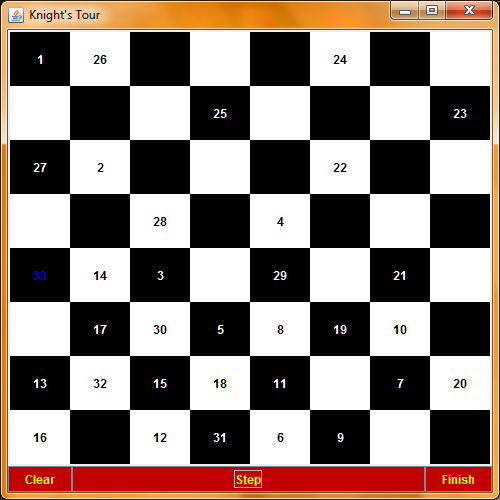 Knight's Tour
1 26 24
25 23
27 2 22
28 4
33 14 3 29 21
17 30 5 8 19 10
13 32 15 18 11 7 20
16 12 31 6 9
Clear Step Finish